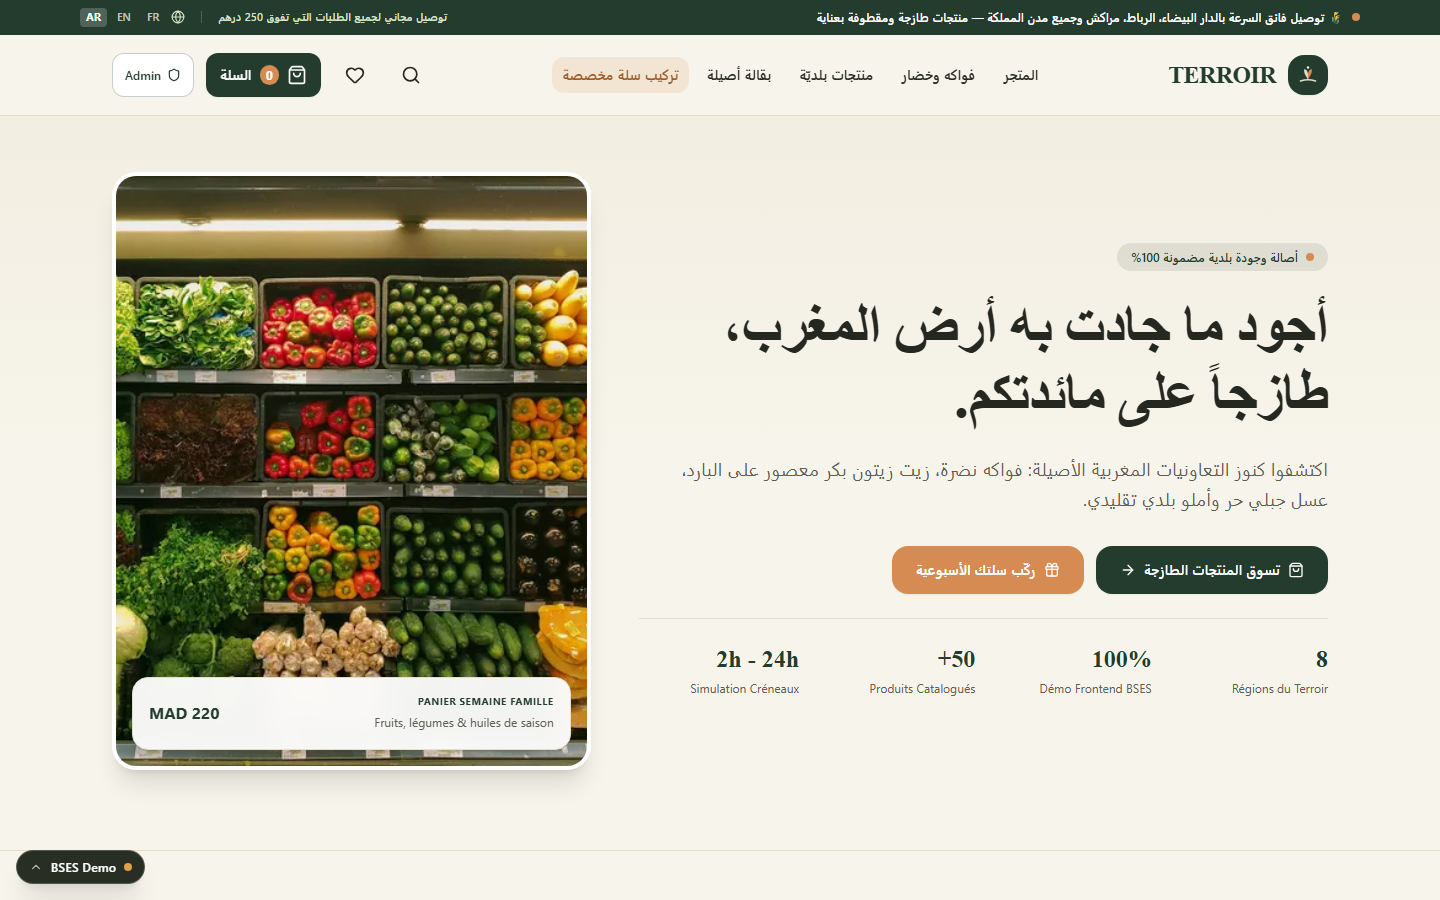 توصيل فائق السرعة بالدار البيضاء، الرباط، مراكش وجميع مدن المملكة — منتجات طازجة ومقطوفة بعناية
توصيل مجاني لجميع الطلبات التي تفوق 250 درهم
FR EN AR
TERROIR
المتجر
فواكه وخضار
منتجات بلديّة
بقالة أصيلة
تركيب سلة مخصصة
0 السلة
Admin
أصالة وجودة بلدية مضمونة 100%
أجود ما جادت به أرض المغرب،
طازجاً على مائدتكم.
اكتشفوا كنوز التعاونيات المغربية الأصيلة: فواكه نضرة، زيت زيتون بكر معصور على البارد،
عسل جبلي حر وأملو بلدي تقليدي.
تسوق المنتجات الطازجة
ركّب سلتك الأسبوعية
8
Régions du Terroir
100%
Démo Frontend BSES
+50
Produits Catalogués
2h - 24h
Simulation Créneaux
PANIER SEMAINE FAMILLE
Fruits, légumes & huiles de saison
MAD 220
BSES Demo